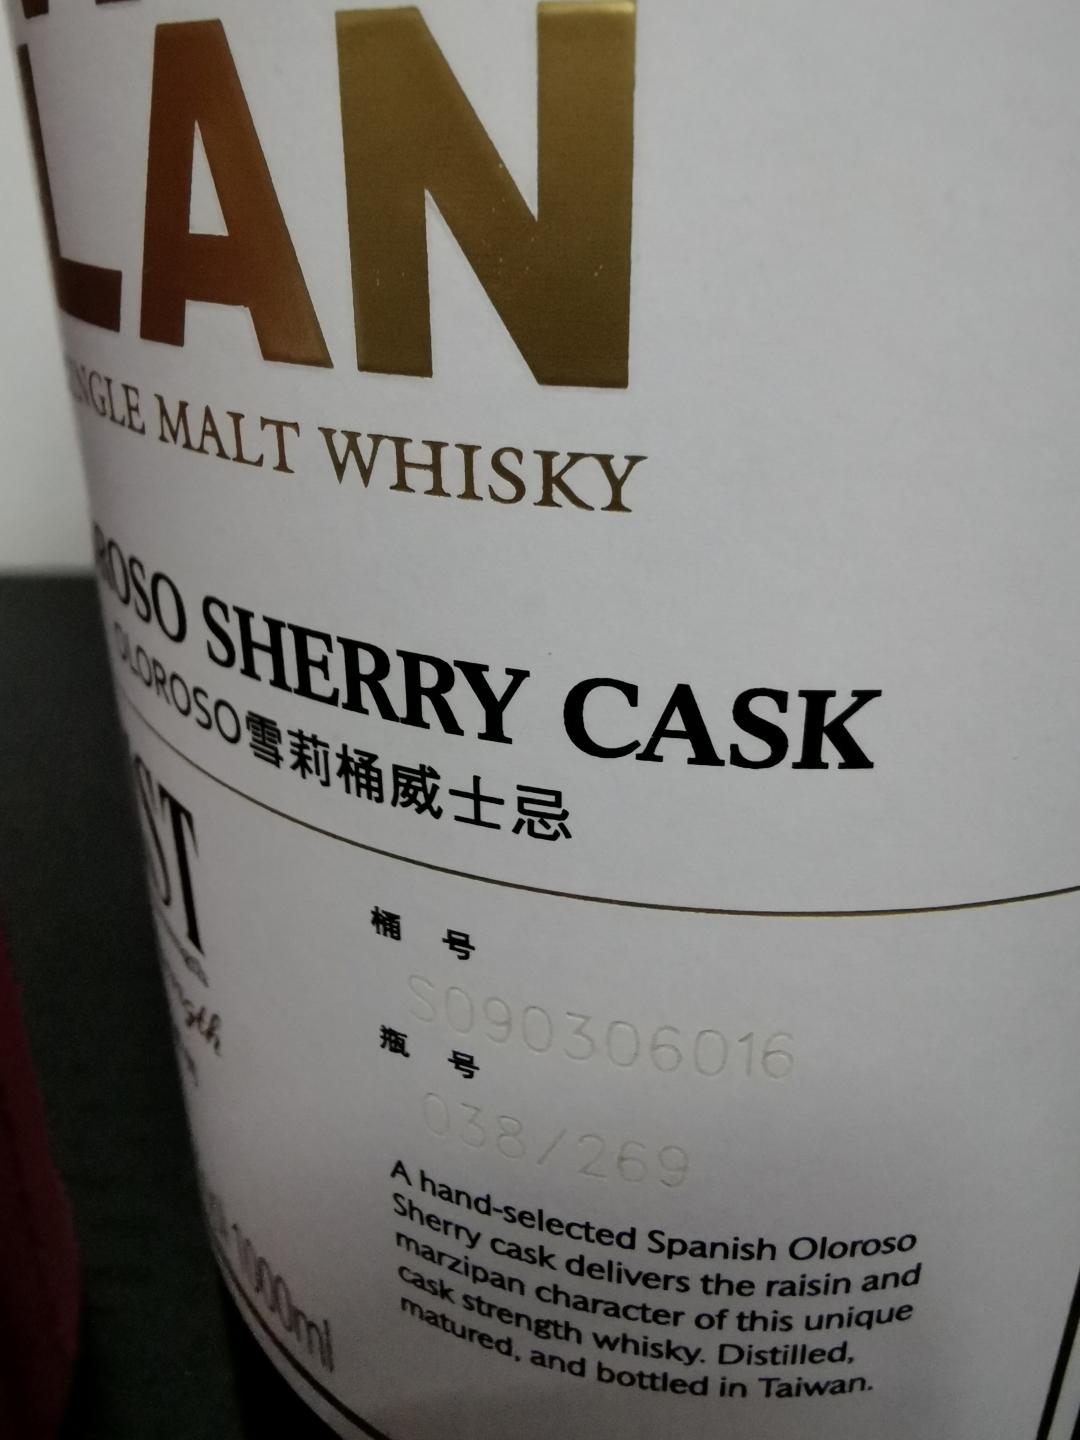 LAN
INGLE MALT WHISKY
ROSO SHERRY CASK
OLOROSO雪莉桶威士忌
ST
桶 号
S090306016
瓶 号
038/269
A hand-selected Spanish Oloroso
Sherry cask delivers the raisin and
marzipan character of this unique
cask strength whisky. Distilled,
matured, and bottled in Taiwan.
1000ml